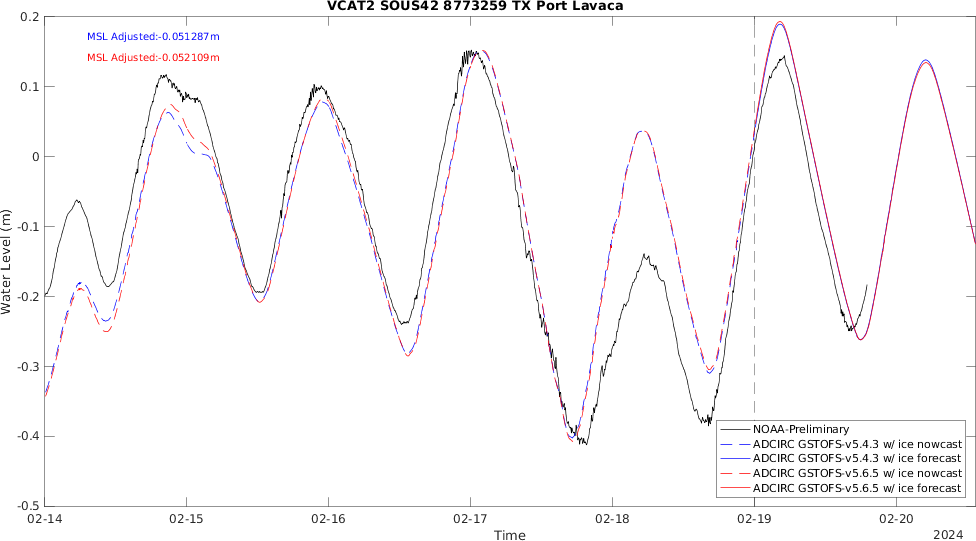 VCAT2 SOUS42 8773259 TX Port Lavaca
MSL Adjusted:-0.051287m
MSL Adjusted:-0.052109m
0.2
0.1
0
-0.1
-0.2
-0.3
-0.4
-0.5
Water Level (m)
NOAA-Preliminary
ADCIRC GSTOFS-v5.4.3 w/ ice nowcast
ADCIRC GSTOFS-v5.4.3 w/ ice forecast
ADCIRC GSTOFS-v5.6.5 w/ ice nowcast
ADCIRC GSTOFS-v5.6.5 w/ ice forecast
02-14 02-15 02-16 02-17 02-18 02-19 02-20
Time
2024